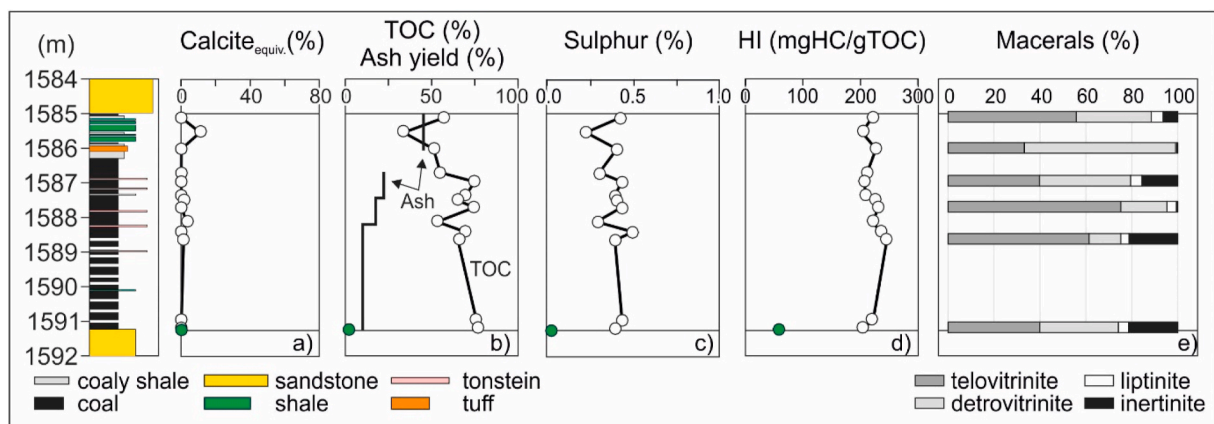 (m)
Calcite equiv. (%)
TOC (%)
Ash yield (%)
Sulphur (%)
HI (mgHC/gTOC)
Macerals (%)
1584
1585
1586
1587
1588
1589
1590
1591
1592
0 40 80
0 50 100
0.0 0.5 1.0
0 100 200 300
0 20 40 60 80 100
Ash
TOC
a)
b)
c)
d)
e)
coaly shale
sandstone
tonstein
telovitrinite
liptinite
coal
shale
tuff
detrovitrinite
inertinite